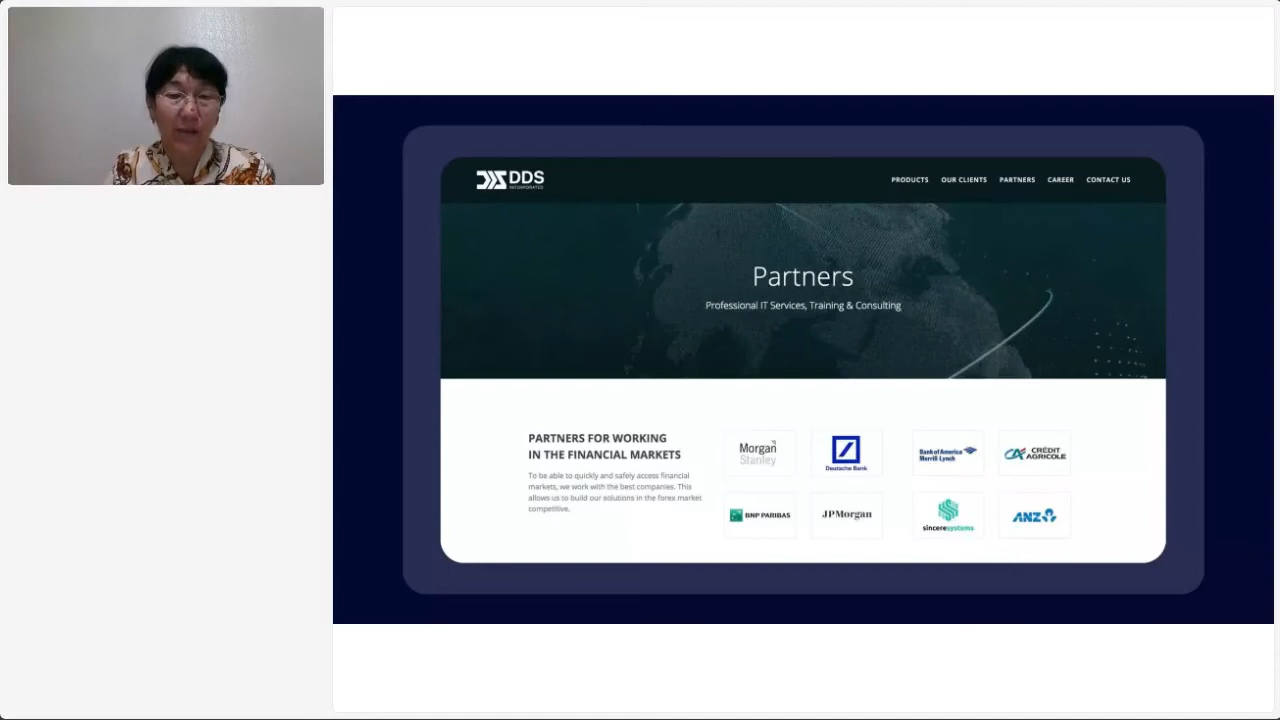 DDS
INCORPORATED
PRODUCTS OUR CLIENTS PARTNERS CAREER CONTACT US
Partners
Professional IT Services, Training & Consulting
PARTNERS FOR WORKING
IN THE FINANCIAL MARKETS
To be able to quickly and safely access financial
markets, we work with the best companies. This
allows us to build our solutions in the forex market
competitive.
Morgan
Stanley
Deutsche Bank
Bank of America
Merrill Lynch
CRÉDIT
AGRICOLE
BNP PARIBAS
JPMorgan
sinceresystems
ANZ